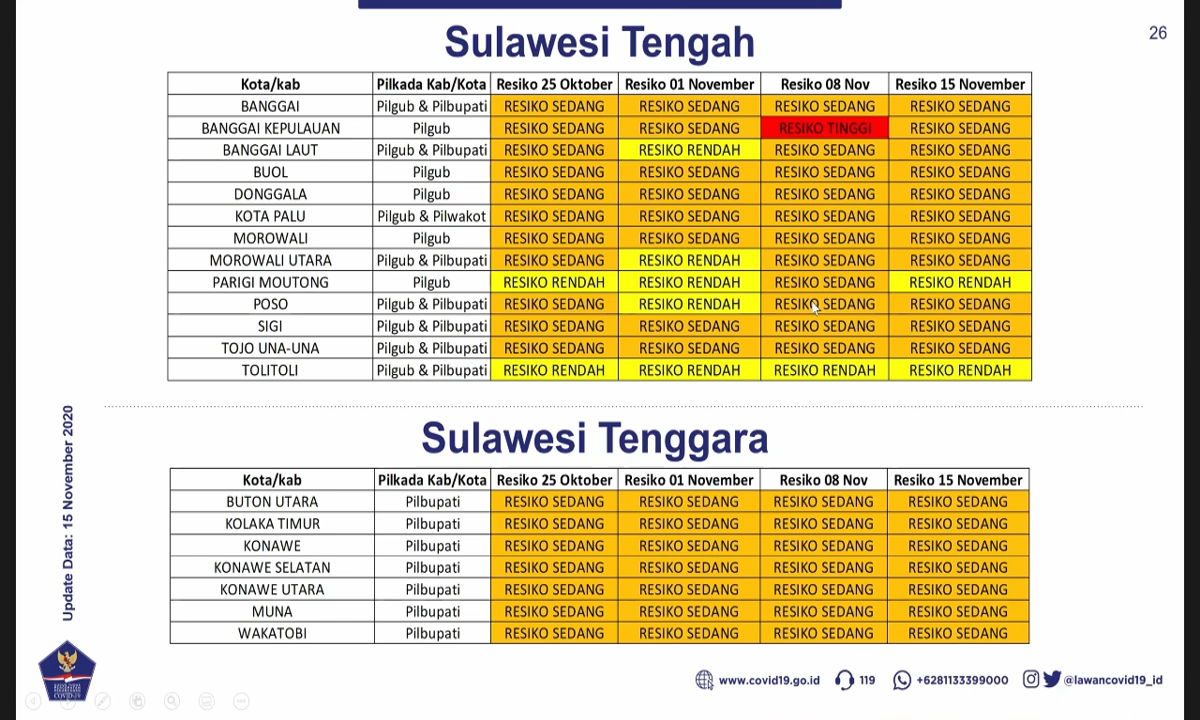 26
Sulawesi Tengah
Kota/kab Pilkada Kab/Kota Resiko 25 Oktober Resiko 01 November Resiko 08 Nov Resiko 15 November
BANGGAI Pilgub & Pilbupati RESIKO SEDANG RESIKO SEDANG RESIKO SEDANG RESIKO SEDANG
BANGGAI KEPULAUAN Pilgub RESIKO SEDANG RESIKO SEDANG RESIKO TINGGI RESIKO SEDANG
BANGGAI LAUT Pilgub & Pilbupati RESIKO SEDANG RESIKO RENDAH RESIKO SEDANG RESIKO SEDANG
BUOL Pilgub RESIKO SEDANG RESIKO SEDANG RESIKO SEDANG RESIKO SEDANG
DONGGALA Pilgub RESIKO SEDANG RESIKO SEDANG RESIKO SEDANG RESIKO SEDANG
KOTA PALU Pilgub & Pilwakot RESIKO SEDANG RESIKO SEDANG RESIKO SEDANG RESIKO SEDANG
MOROWALI Pilgub RESIKO SEDANG RESIKO SEDANG RESIKO SEDANG RESIKO SEDANG
MOROWALI UTARA Pilgub & Pilbupati RESIKO SEDANG RESIKO RENDAH RESIKO SEDANG RESIKO SEDANG
PARIGI MOUTONG Pilgub RESIKO RENDAH RESIKO RENDAH RESIKO SEDANG RESIKO RENDAH
POSO Pilgub & Pilbupati RESIKO SEDANG RESIKO RENDAH RESIKO SEDANG RESIKO SEDANG
SIGI Pilgub & Pilbupati RESIKO SEDANG RESIKO SEDANG RESIKO SEDANG RESIKO SEDANG
TOJO UNA-UNA Pilgub & Pilbupati RESIKO SEDANG RESIKO SEDANG RESIKO SEDANG RESIKO SEDANG
TOLITOLI Pilgub & Pilbupati RESIKO RENDAH RESIKO RENDAH RESIKO RENDAH RESIKO RENDAH
Sulawesi Tenggara
Kota/kab Pilkada Kab/Kota Resiko 25 Oktober Resiko 01 November Resiko 08 Nov Resiko 15 November
BUTON UTARA Pilbupati RESIKO SEDANG RESIKO SEDANG RESIKO SEDANG RESIKO SEDANG
KOLAKA TIMUR Pilbupati RESIKO SEDANG RESIKO SEDANG RESIKO SEDANG RESIKO SEDANG
KONAWE Pilbupati RESIKO SEDANG RESIKO SEDANG RESIKO SEDANG RESIKO SEDANG
KONAWE SELATAN Pilbupati RESIKO SEDANG RESIKO SEDANG RESIKO SEDANG RESIKO SEDANG
KONAWE UTARA Pilbupati RESIKO SEDANG RESIKO SEDANG RESIKO SEDANG RESIKO SEDANG
MUNA Pilbupati RESIKO SEDANG RESIKO SEDANG RESIKO SEDANG RESIKO SEDANG
WAKATOBI Pilbupati RESIKO SEDANG RESIKO SEDANG RESIKO SEDANG RESIKO SEDANG
Update Data: 15 November 2020
COVID-19
www.covid19.go.id 119 +6281133399000 @lawancovid19_id